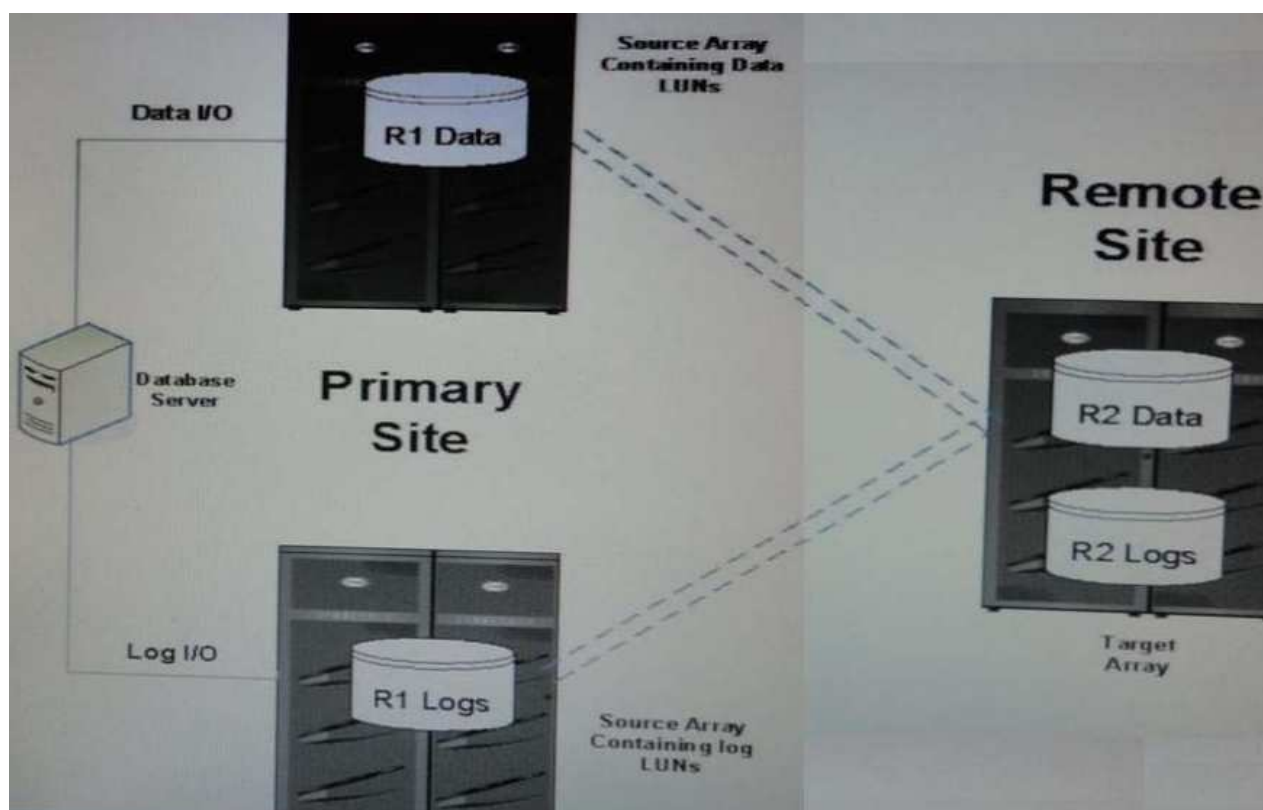 Source Array
Containing Data
LUNs
Data I/O
R1 Data
Remote
Site
Database
Server
Primary
Site
R2 Data
R2 Logs
Target
Array
Log I/O
R1 Logs
Source Array
Containing log
LUNs